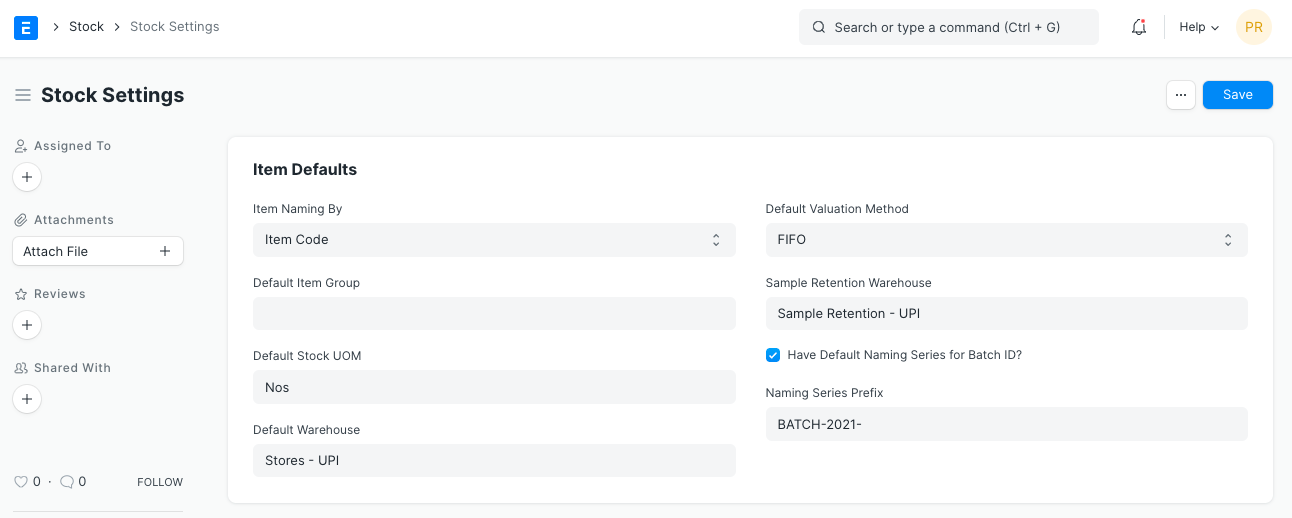 E Stock Stock Settings Search or type a command (Ctrl + G) Help PR
Stock Settings ··· Save
Assigned To
Attachments
Attach File
Reviews
Shared With
0 · 0 FOLLOW
Item Defaults
Item Naming By
Item Code
Default Item Group
Default Stock UOM
Nos
Default Warehouse
Stores - UPI
Default Valuation Method
FIFO
Sample Retention Warehouse
Sample Retention - UPI
Have Default Naming Series for Batch ID?
Naming Series Prefix
BATCH-2021-